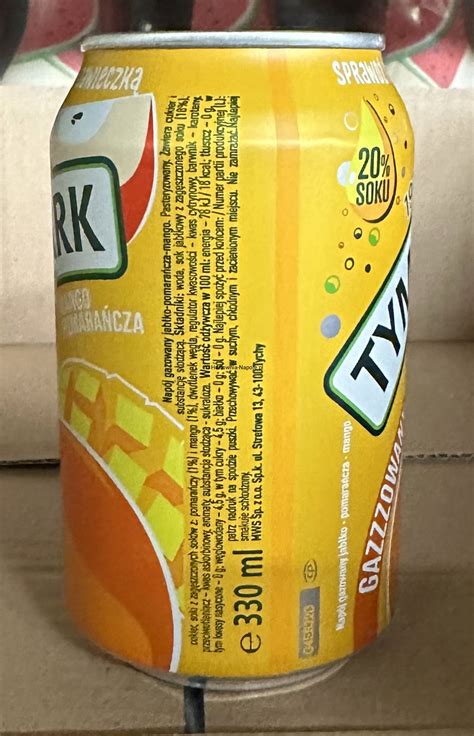 wieczką
RK
MANGO
POMARAŃCZA
Napój gazowany jabłko-pomarańcza-mango. Pasteryzowany. Zawiera cukier i
substancję słodzącą. Składniki: woda, sok jabłkowy z zagęszczonego soku (18%),
cukier, soki z zagęszczonych soków z: pomarańczy (1%) i mango (1%), dwutlenek węgla, regulator kwasowości - kwas cytrynowy, barwnik - karoteny,
przeciwutleniacz - kwas askorbinowy, aromaty, substancja słodząca - sukraloza. Wartość odżywcza w 100 ml: energia - 78 kJ / 18 kcal; tłuszcz - 0 g, w
tym kwasy nasycone - 0 g; węglowodany - 4,5 g, w tym cukry - 4,5 g; białko - 0 g; sól - 0 g. Najlepiej spożyć przed końcem: / Numer partii produkcyjnej (L):
patrz nadruk na spodzie puszki. Przechowywać w suchym, chłodnym i zacienionym miejscu. Nie zamrażać. Najlepiej
smakuje schłodzony.
MWS Sp. z o.o. Sp.k. ul. Strefowa 13, 43-100 Tychy
e 330 ml
SPRAWDŹ
20%
SOKU
TYM
GAZZZOWAN
Napój gazowany jabłko - pomarańcza - mango